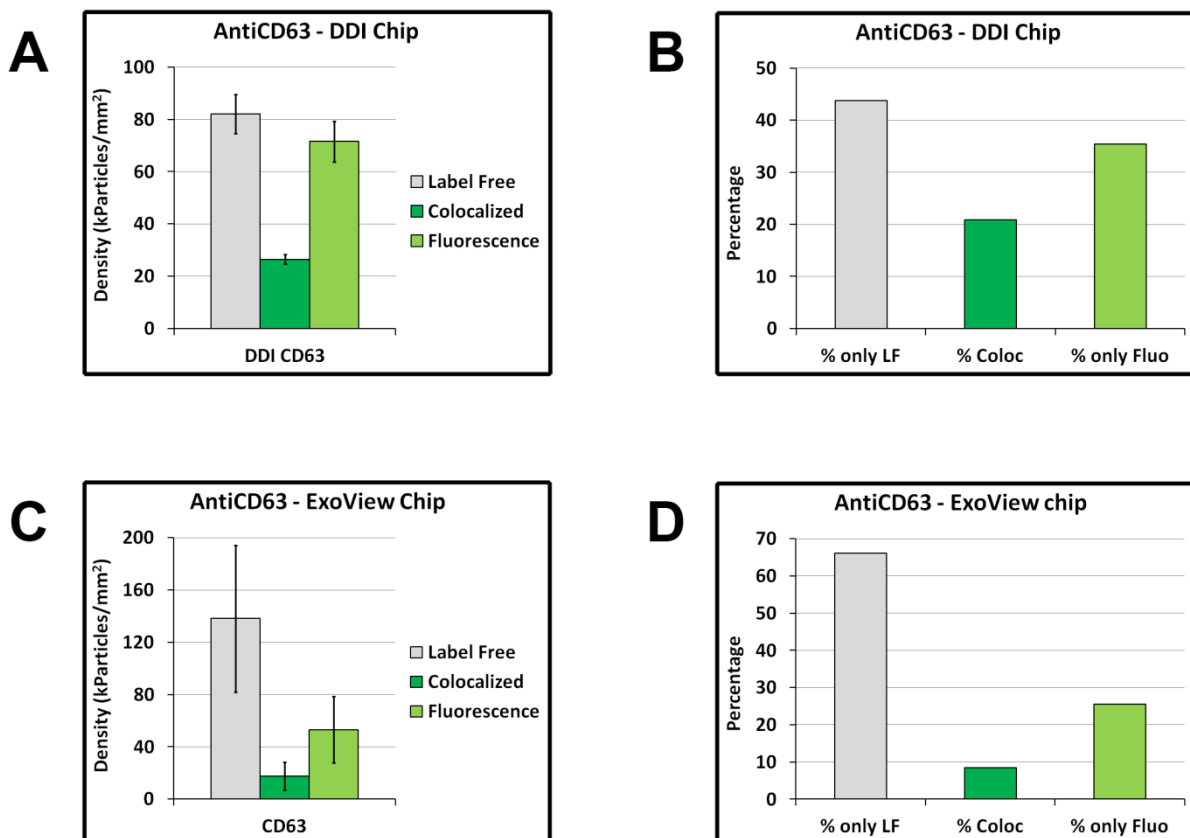 A
AntiCD63 - DDI Chip
Density (kParticles/mm²)
100
80
60
40
20
0
DDI CD63
Label Free
Colocalized
Fluorescence
B
AntiCD63 - DDI Chip
Percentage
50
40
30
20
10
0
% only LF
% Coloc
% only Fluo
C
AntiCD63 - ExoView Chip
Density (kParticles/mm²)
200
160
120
80
40
0
CD63
Label Free
Colocalized
Fluorescence
D
AntiCD63 - ExoView chip
Percentage
70
60
50
40
30
20
10
0
% only LF
% Coloc
% only Fluo